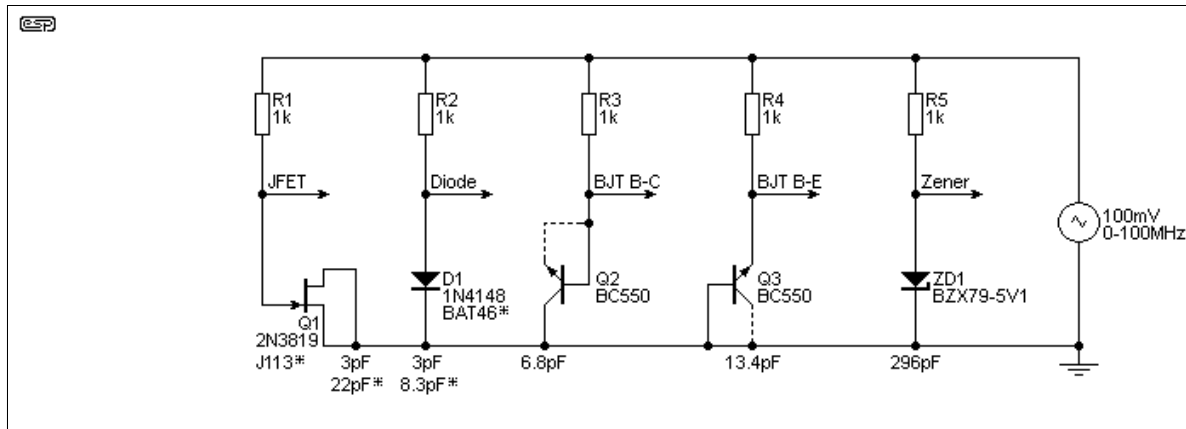 esp
R1
1k
R2
1k
R3
1k
R4
1k
R5
1k
JFET
Diode
BJT B-C
BJT B-E
Zener
100mV
0-100MHz
Q1
2N3819
J113*
D1
1N4148
BAT46*
Q2
BC550
Q3
BC550
ZD1
BZX79-5V1
3pF
22pF*
3pF
8.3pF*
6.8pF
13.4pF
296pF